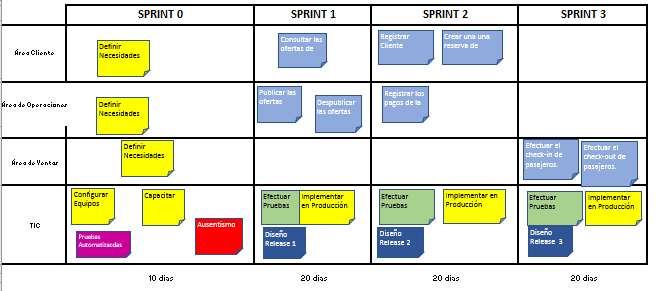 SPRINT 0
SPRINT 1
SPRINT 2
SPRINT 3
Área Cliente
Definir
Necesidades
Consultar las
ofertas de
Registrar
Cliente
Crear una una
reserva de
Área de Operaciones
Definir
Necesidades
Publicar las
ofertas
Despublicar
las ofertas
Registrar los
pagos de la
Área de Ventas
Definir
Necesidades
Efectuar el
check-in de
pasajeros.
Efectuar el
check-out de
pasajeros.
TIC
Configurar
Equipos
Capacitar
Pruebas
Automatizacdas
Ausentismo
Efectuar
Pruebas
Implementar
en Producción
Diseño
Release 1
Efectuar
Pruebas
Implementar
en Producción
Diseño
Release 2
Efectuar
Pruebas
Implementar
en Producción
Diseño
Release 3
10 días
20 días
20 días
20 días